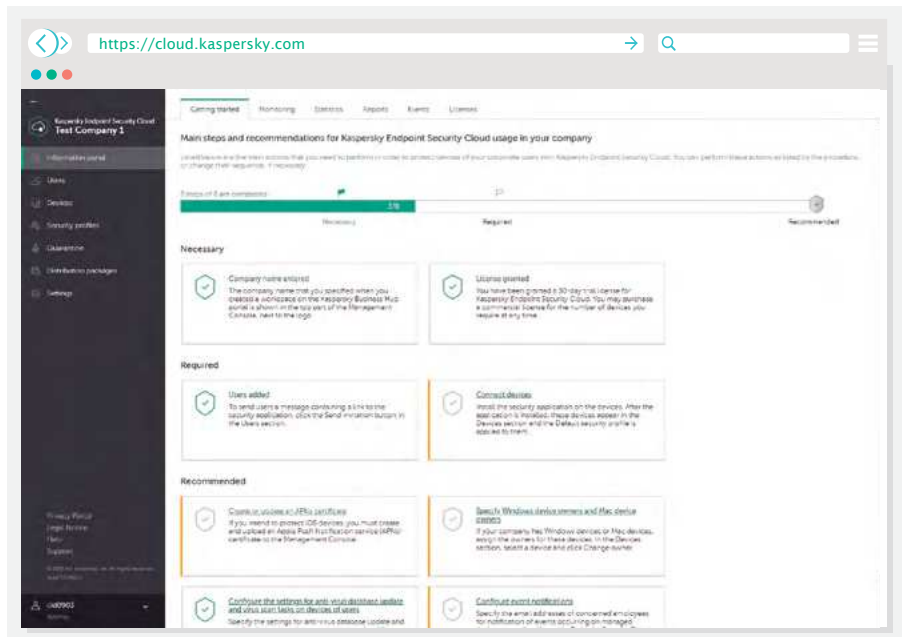 https://cloud.kaspersky.com
Kaspersky Endpoint Security Cloud
Test Company 1
Information portal
Users
Devices
Security profiles
Quarantine
Distribution packages
Settings
Privacy Policy
Legal Notice
Help
Support
Getting started Monitoring Statistics Reports Events Licenses
Main steps and recommendations for Kaspersky Endpoint Security Cloud usage in your company
Necessary Required Recommended
Necessary
Company name entered
The company name that you specified when you
created a workspace on the Kaspersky Business Hub
portal is shown in the top part of the Management
Console, next to the logo.
License granted
You have been granted a 30-day trial license for
Kaspersky Endpoint Security Cloud. You may purchase
a commercial license for the number of devices you
require at any time.
Required
Users added
To send users a message containing a link to the
security application, click the Send invitation button in
the Users section.
Connect devices
Install the security application on the devices. After the
application is installed, these devices appear in the
Devices section and the Default security profile is
applied to them.
Recommended
Create or update an APNs certificate
If you intend to protect iOS devices, you must create
and upload an Apple Push Notification service (APNs)
certificate to the Management Console.
Specify Windows device owners and Mac device
owners
If your company has Windows devices or Mac devices,
assign the owners for these devices. In the Devices
section, select a device and click Change owner.
Configure the settings for anti-virus database update
and virus scan tasks on devices of users
Specify the settings for anti-virus database update and
Configure event notifications
Specify the email addresses of concerned employees
for notification of events occurring on managed